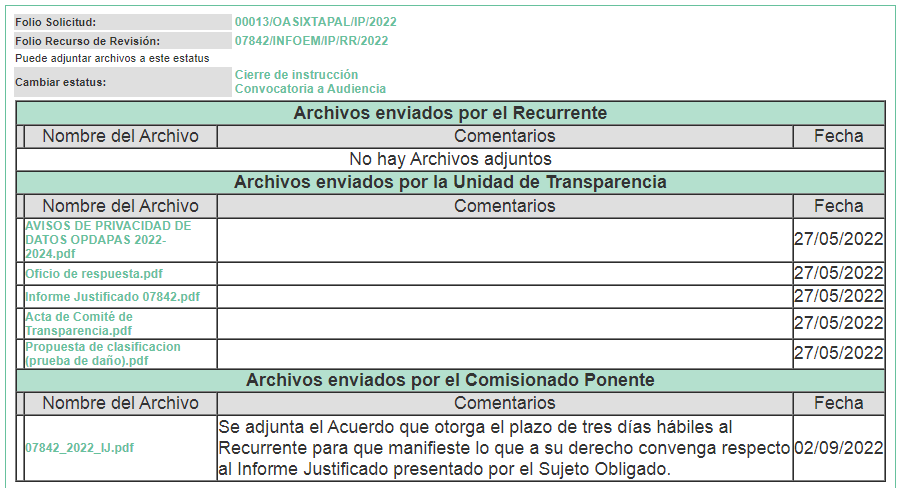 Folio Solicitud: 00013/OASIXTAPAL/IP/2022
Folio Recurso de Revisión: 07842/INFOEM/IP/RR/2022
Puede adjuntar archivos a este estatus
Cambiar estatus: Cierre de instrucción
Convocatoria a Audiencia
Archivos enviados por el Recurrente
Nombre del Archivo Comentarios Fecha
No hay Archivos adjuntos
Archivos enviados por la Unidad de Transparencia
Nombre del Archivo Comentarios Fecha
AVISOS DE PRIVACIDAD DE
DATOS OPDAPAS 2022-
2024.pdf 27/05/2022
Oficio de respuesta.pdf 27/05/2022
Informe Justificado 07842.pdf 27/05/2022
Acta de Comité de
Transparencia.pdf 27/05/2022
Propuesta de clasificacion
(prueba de daño).pdf 27/05/2022
Archivos enviados por el Comisionado Ponente
Nombre del Archivo Comentarios Fecha
07842_2022_IJ.pdf Se adjunta el Acuerdo que otorga el plazo de tres días hábiles al
Recurrente para que manifieste lo que a su derecho convenga respecto 02/09/2022
al Informe Justificado presentado por el Sujeto Obligado.